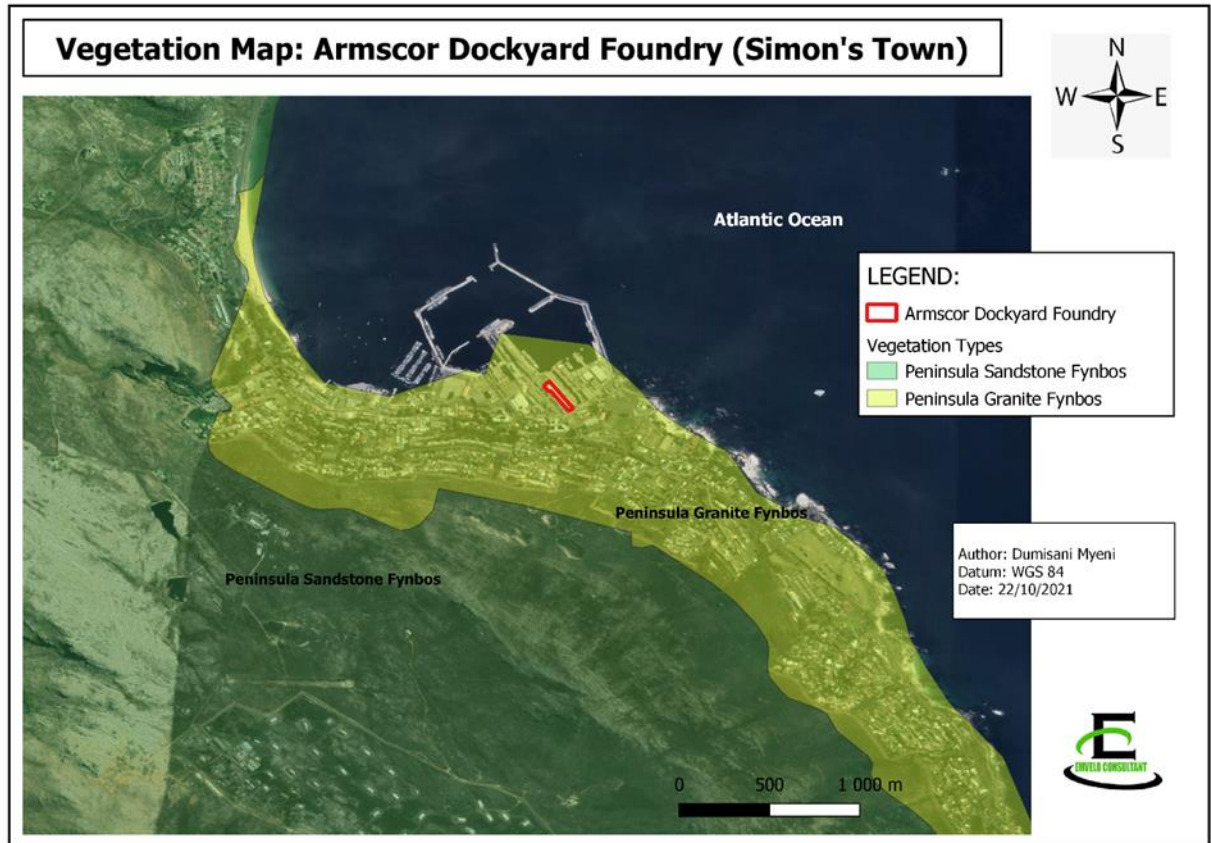 Vegetation Map: Armscor Dockyard Foundry (Simon's Town)
N
W E
S
Atlantic Ocean
LEGEND:
Armscor Dockyard Foundry
Vegetation Types
Peninsula Sandstone Fynbos
Peninsula Granite Fynbos
Peninsula Granite Fynbos
Peninsula Sandstone Fynbos
Author: Dumisani Myeni
Datum: WGS 84
Date: 22/10/2021
0 500 1 000 m
E
EMVELO CONSULTANT